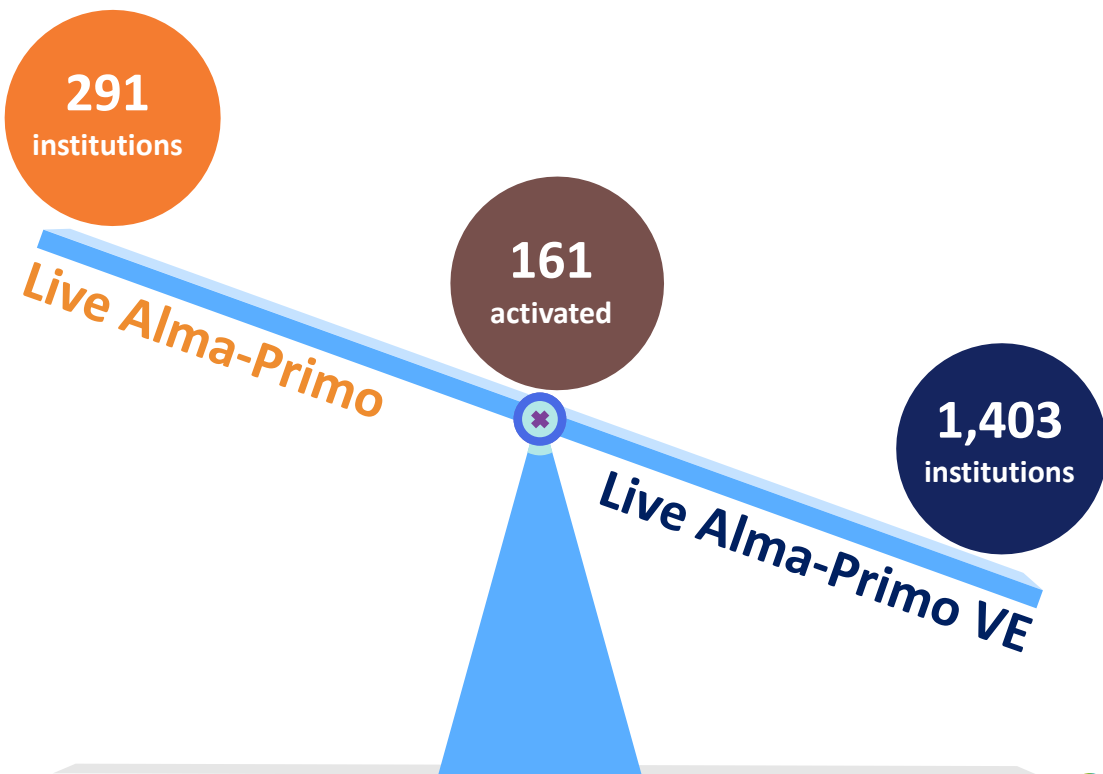 291
institutions
Live Alma-Primo
161
activated
1,403
institutions
Live Alma-Primo VE